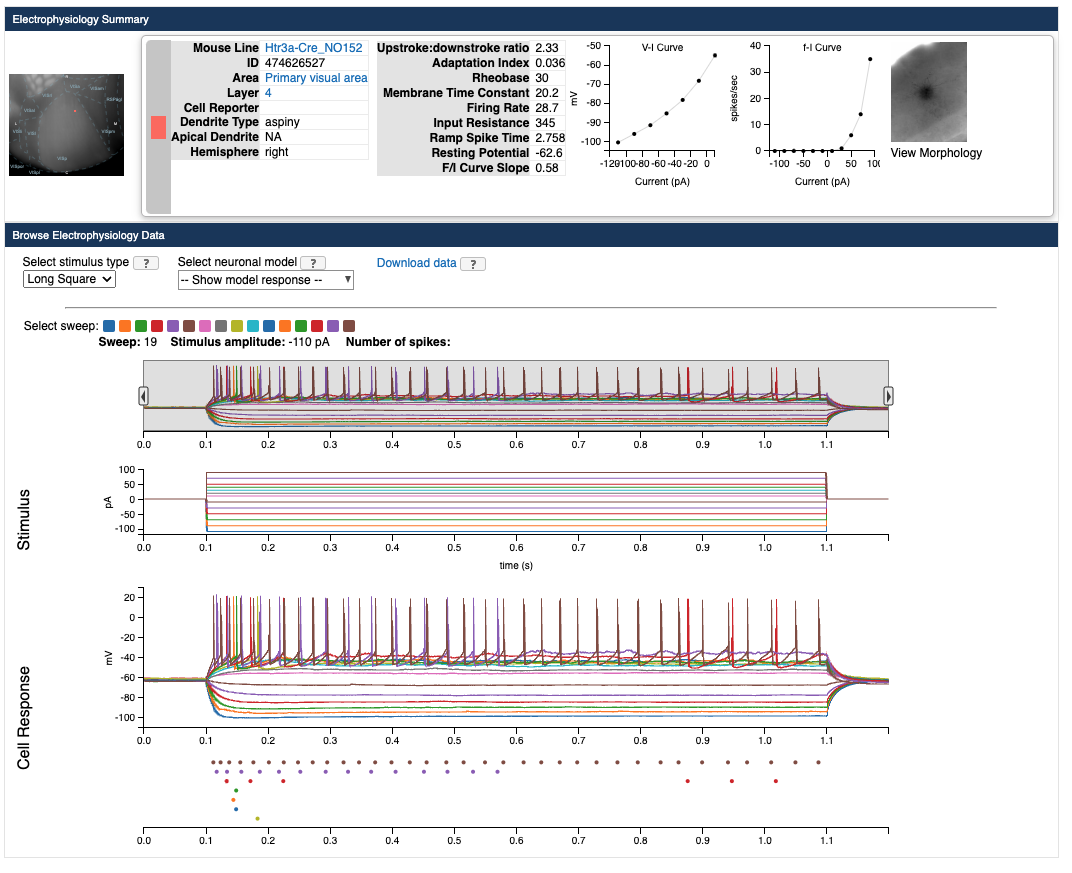 Electrophysiology Summary
Mouse Line Htr3a-Cre_NO152
ID 474626527
Area Primary visual area
Layer 4
Cell Reporter
Dendrite Type aspiny
Apical Dendrite NA
Hemisphere right
Upstroke:downstroke ratio 2.33
Adaptation Index 0.036
Rheobase 30
Membrane Time Constant 20.2
Firing Rate 28.7
Input Resistance 345
Ramp Spike Time 2.758
Resting Potential -62.6
F/I Curve Slope 0.58
V-I Curve
-50
-60
-70
-80
-90
-100
mV
-120 -100 -80 -60 -40 -20 0
Current (pA)
f-I Curve
40
30
20
10
0
spikes/sec
-100 -50 0 50 10
Current (pA)
View Morphology
Browse Electrophysiology Data
Select stimulus type ?
Long Square
Select neuronal model ?
-- Show model response --
Download data ?
Select sweep:
Sweep: 19 Stimulus amplitude: -110 pA Number of spikes:
0.0 0.1 0.2 0.3 0.4 0.5 0.6 0.7 0.8 0.9 1.0 1.1
Stimulus
pA
100
50
0
-50
-100
0.0 0.1 0.2 0.3 0.4 0.5 0.6 0.7 0.8 0.9 1.0 1.1
time (s)
Cell Response
mV
20
0
-20
-40
-60
-80
-100
0.0 0.1 0.2 0.3 0.4 0.5 0.6 0.7 0.8 0.9 1.0 1.1
0.0 0.1 0.2 0.3 0.4 0.5 0.6 0.7 0.8 0.9 1.0 1.1